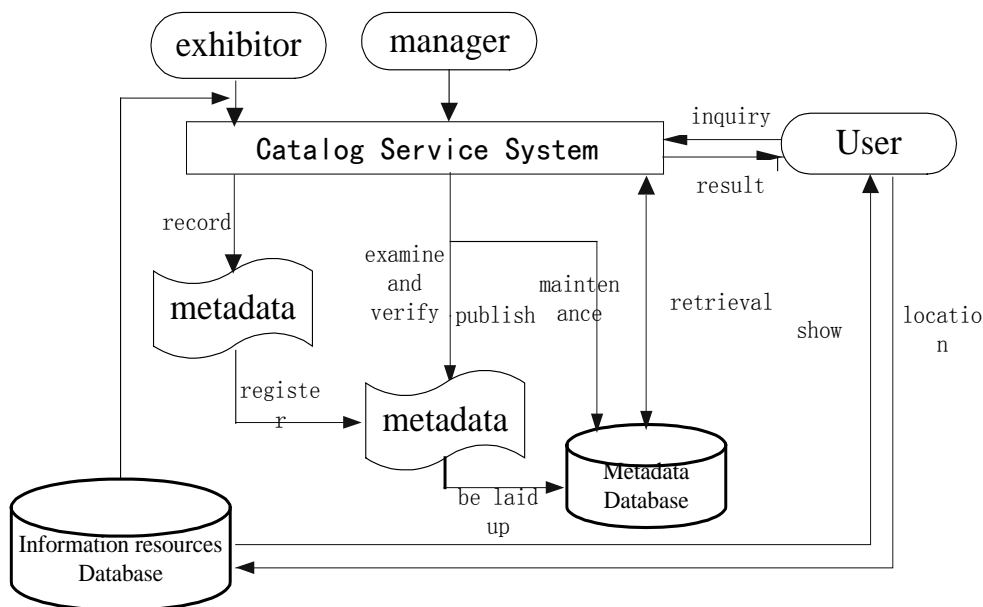 exhibitor
manager
inquiry
Catalog Service System
User
result
record
examine
and
verify
publish
mainten
ance
retrieval
show
locatio
n
metadata
registe
r
metadata
Metadata
Database
be laid
up
Information resources
Database